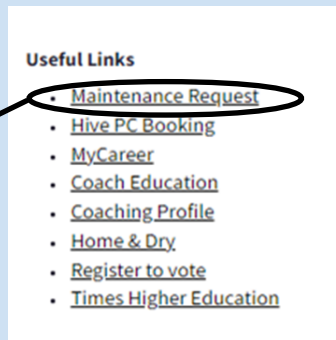 Useful Links
Maintenance Request
Hive PC Booking
MyCareer
Coach Education
Coaching Profile
Home & Dry
Register to vote
Times Higher Education